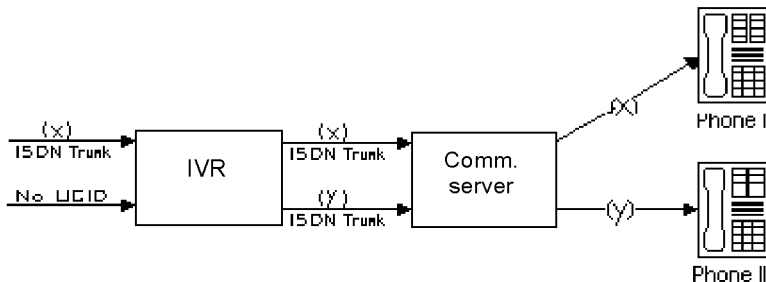 (x)
ISDN Trunk
No UCID
IVR
(x)
ISDN Trunk
(y)
ISDN Trunk
Comm.
server
(x)
(y)
Phone I
Phone II